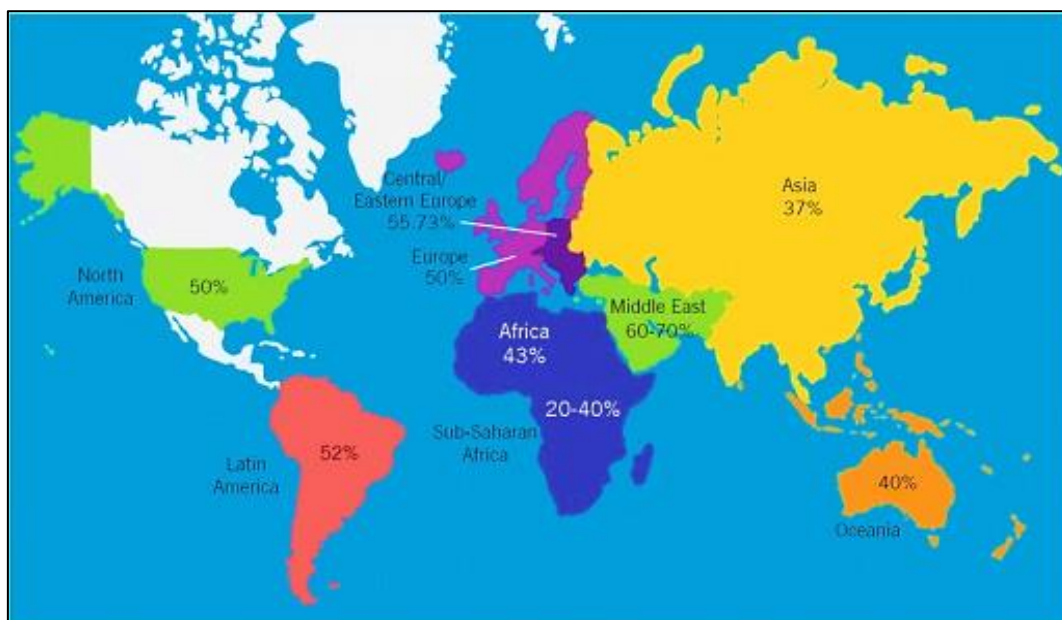 Central/
Eastern Europe
55.73%
Europe
50%
Asia
37%
North
America
50%
Middle East
60-70%
Africa
43%
20-40%
Sub-Saharan
Africa
Latin
America
52%
40%
Oceania